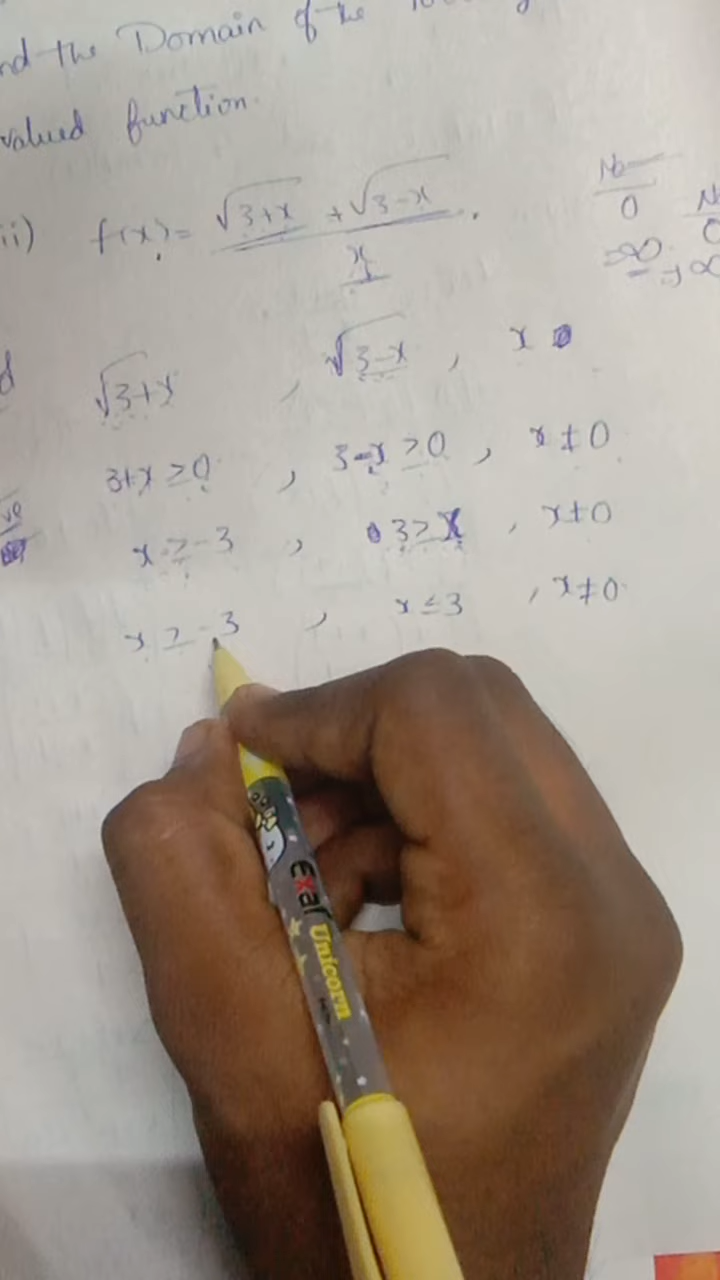 nd the Domain of the
valued function.
ii) f(x) = √3+x + √3-x / x . No/0 N
= ∞ , ∞
√3+x , √3-x , x
3+x ≥ 0 , 3-x ≥ 0 , x ≠ 0
x ≥ -3 , 3 ≥ x , x ≠ 0
x ≥ -3 , x ≤ 3 , x ≠ 0
Exar Unicorn